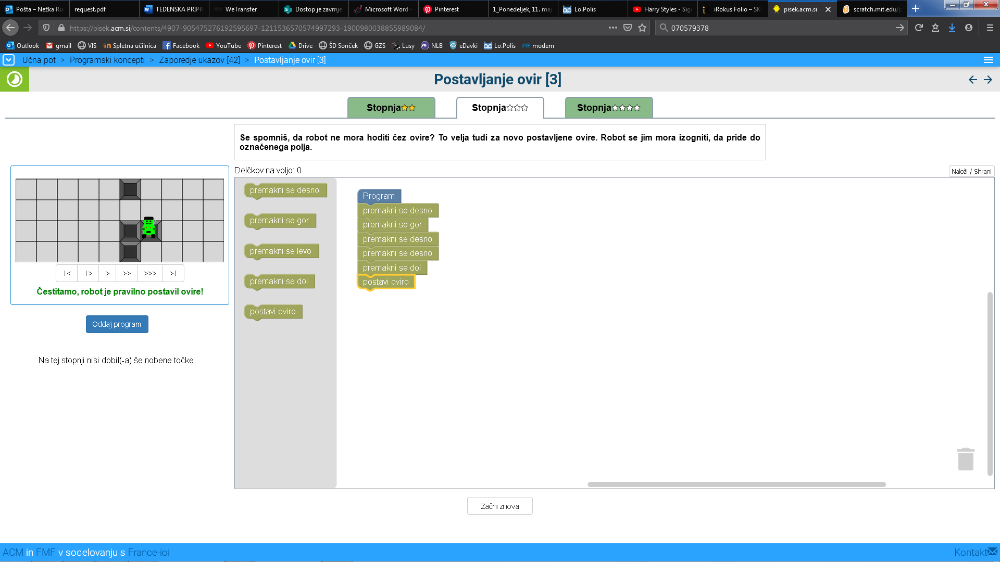 Pošta – Nežka Ru
request.pdf
TEDENSKA PRIPR
WeTransfer
Dostop je zavrnje
Microsoft Word -
Pinterest
1_Ponedeljek, 11. maj
Lo.Polis
Harry Styles - Sign
iRokus Folio – SKI
pisek.acm.si
scratch.mit.edu/p
https://pisek.acm.si/contents/4907-905475276192595697-1211536570574997293-1900980038855989084/
070579378
Outlook
gmail
VIS
Spletna učilnica
Facebook
YouTube
Pinterest
Drive
ŠD Sonček
GZS
Lusy
NLB
eDavki
Lo.Polis
ZTE modem
Učna pot > Programski koncepti > Zaporedje ukazov [42] > Postavljanje ovir [3]
Postavljanje ovir [3]
Stopnja
Stopnja
Stopnja
Se spomniš, da robot ne mora hoditi čez ovire? To velja tudi za novo postavljene ovire. Robot se jim mora izogniti, da pride do
označenega polja.
Delčkov na voljo: 0
Naloži / Shrani
premakni se desno
premakni se gor
premakni se levo
premakni se dol
postavi oviro
Program
premakni se desno
premakni se gor
premakni se desno
premakni se desno
premakni se dol
postavi oviro
|< |> > >> >>> >|
Čestitamo, robot je pravilno postavil ovire!
Oddaj program
Na tej stopnji nisi dobil(-a) še nobene točke.
Začni znova
ACM in FMF v sodelovanju s France-ioi
Kontakt